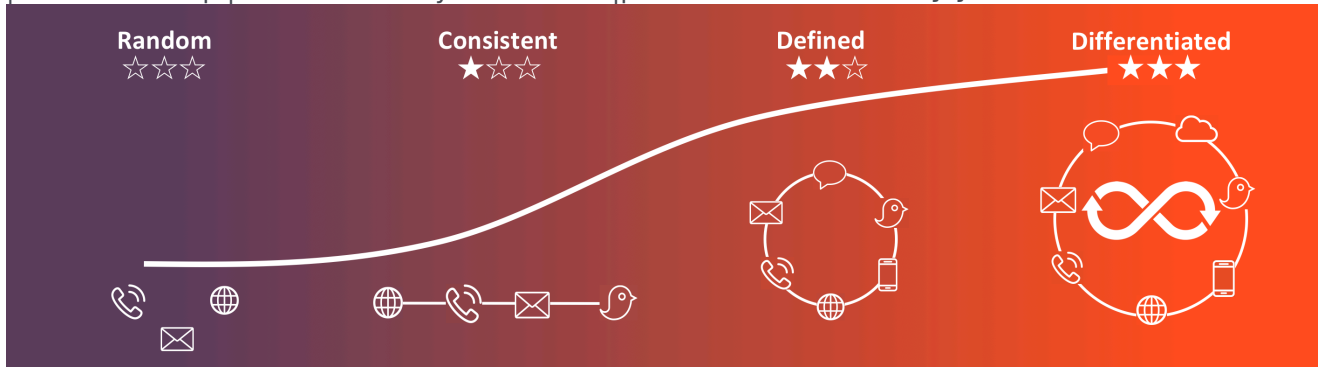 Random Consistent Defined Differentiated
☆☆☆ ★☆☆ ★★☆ ★★★